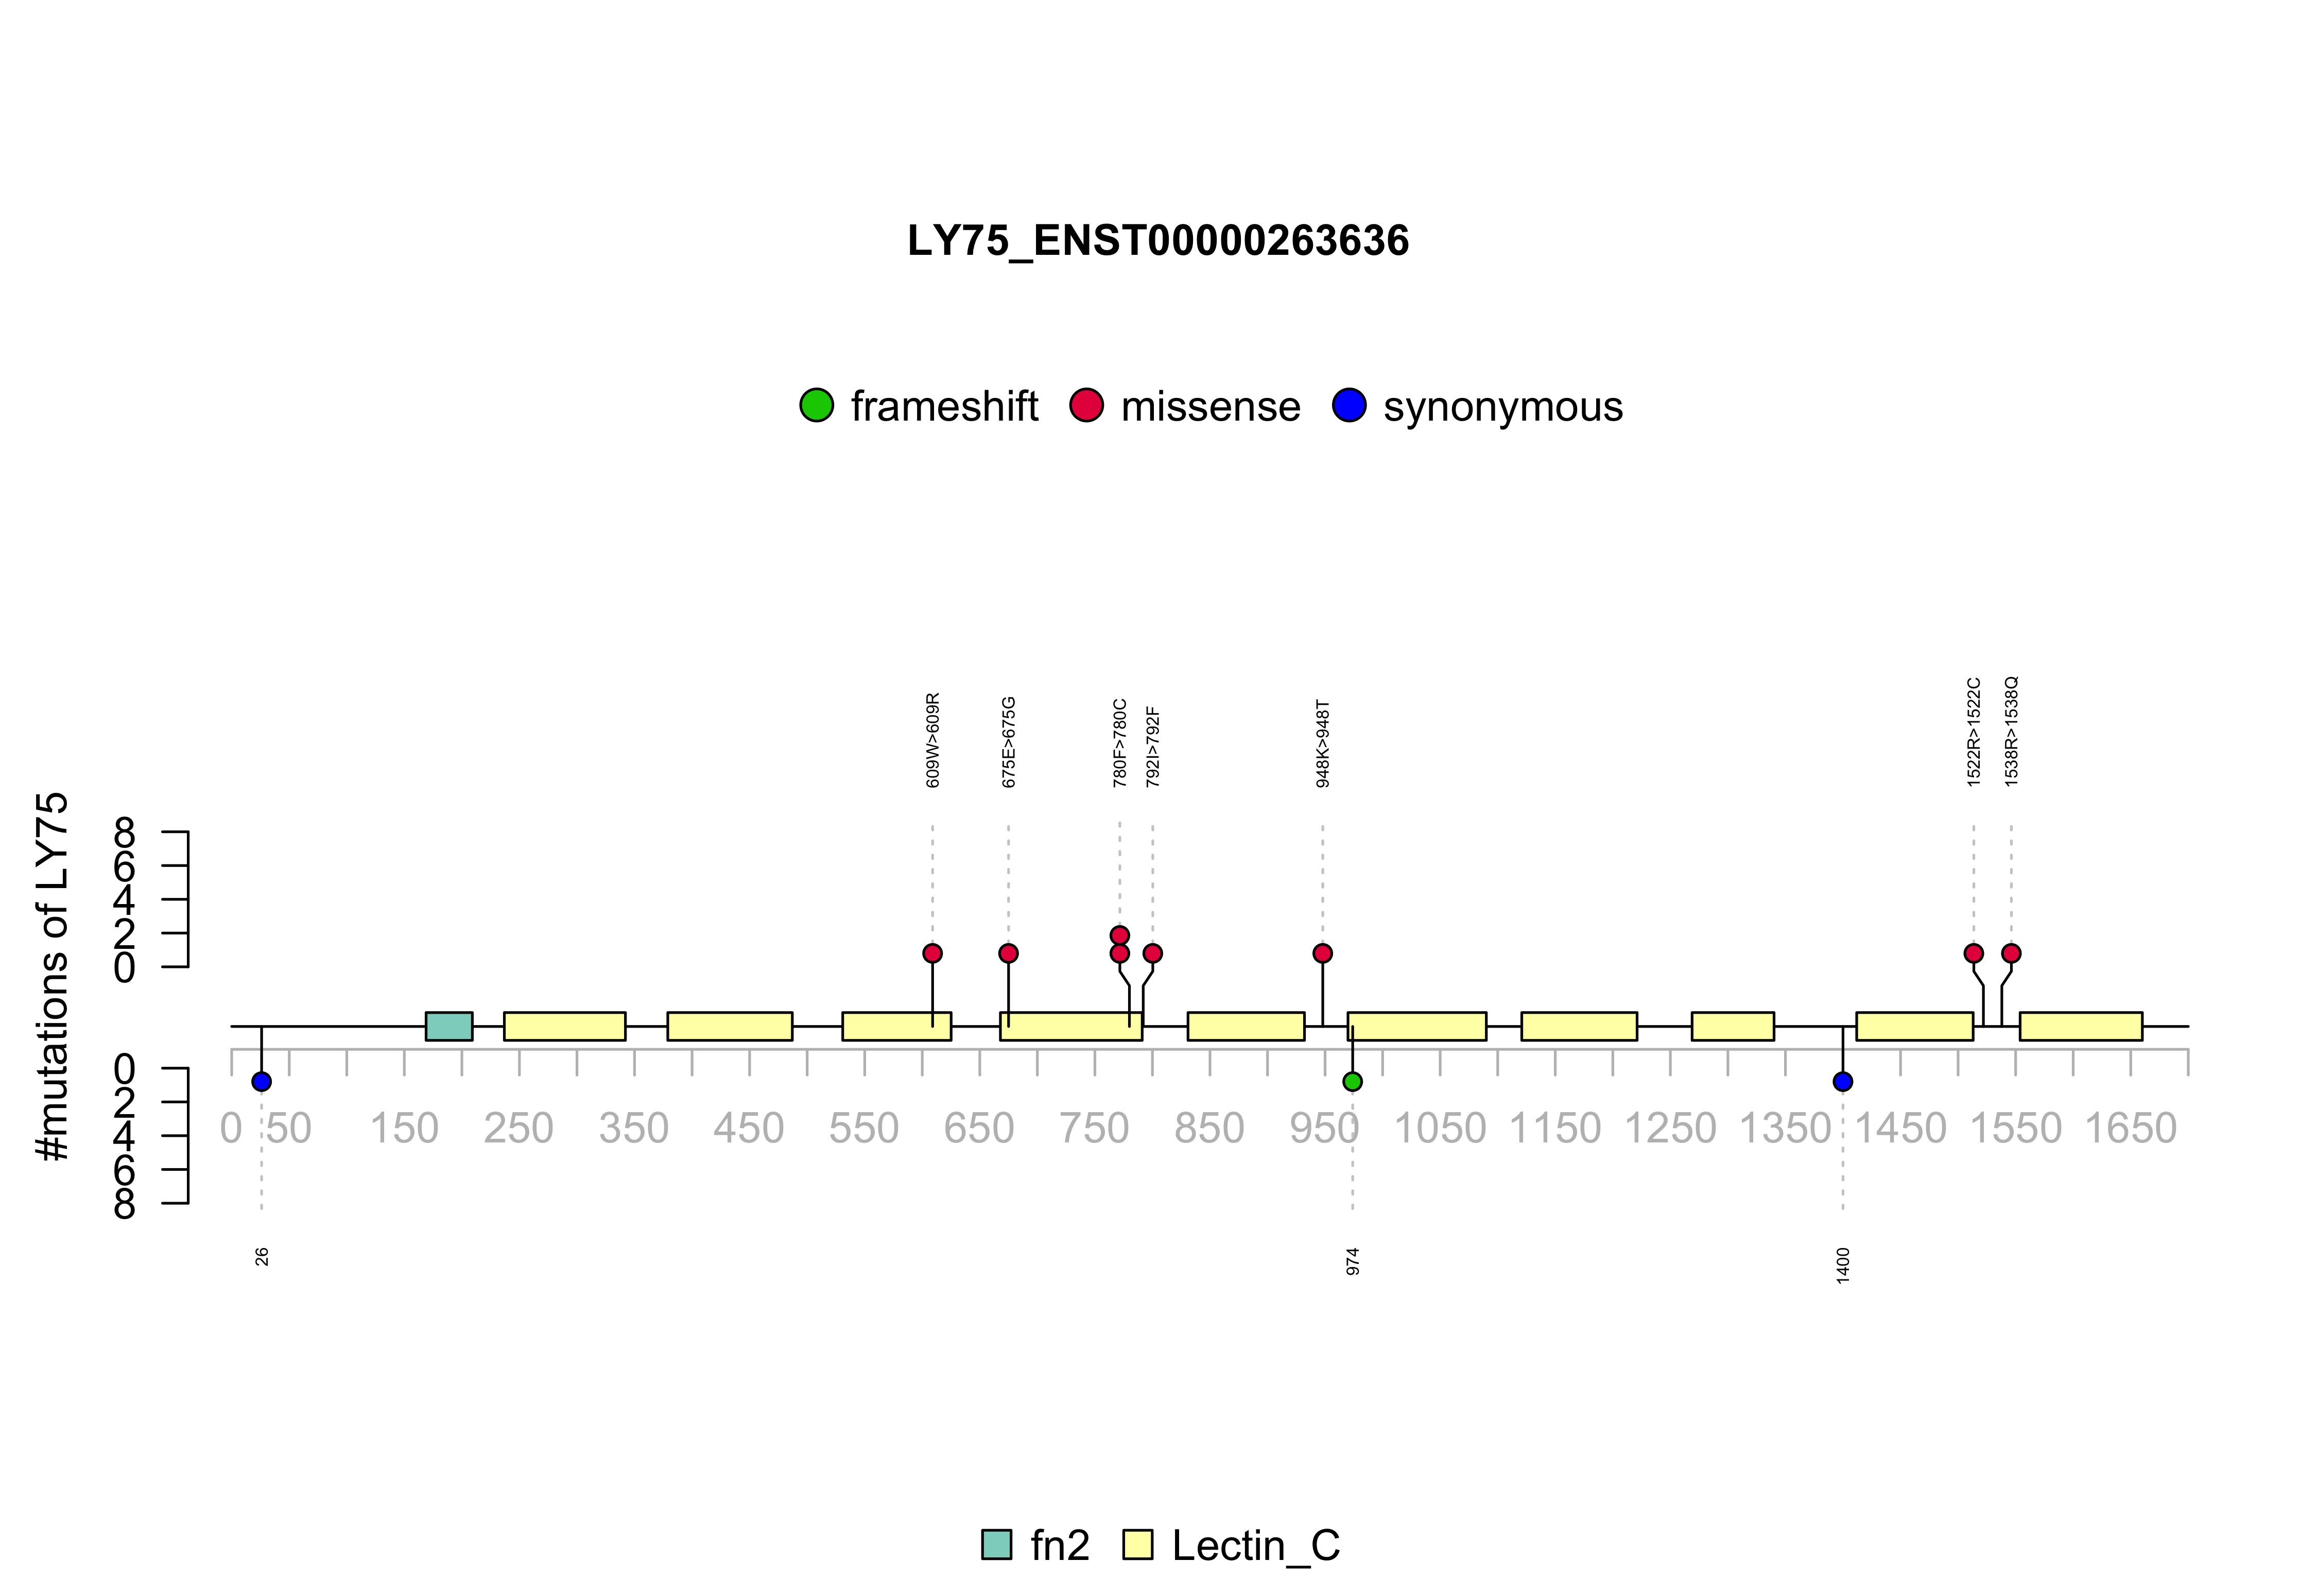 LY75_ENST00000263636
frameshift missense synonymous
609W>609R
675E>675G
780F>780C
792I>792F
948K>948T
1522R>1522C
1538R>1538Q
#mutations of LY75
8
6
4
2
0
0
2
4
6
8
0 50 150 250 350 450 550 650 750 850 950 1050 1150 1250 1350 1450 1550 1650
26
974
1400
fn2 Lectin_C